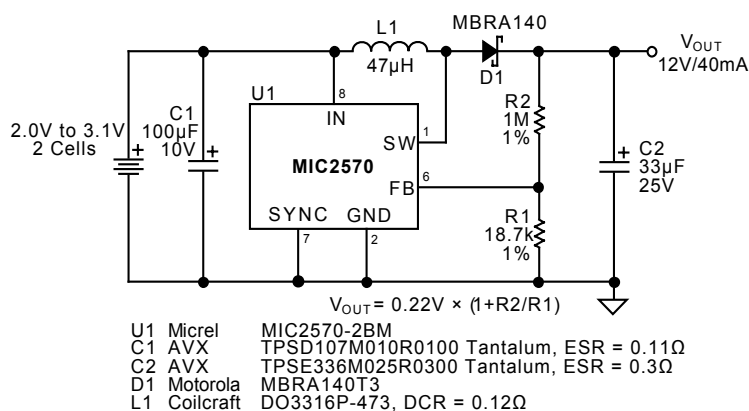 MBRA140
L1
47µH
D1
VOUT
12V/40mA
U1
8
IN
C1
100µF
10V
2.0V to 3.1V
2 Cells
+
+
SW
1
MIC2570
FB
6
SYNC
GND
7
2
R2
1M
1%
+
C2
33µF
25V
R1
18.7k
1%
VOUT = 0.22V × (1+R2/R1)
U1 Micrel MIC2570-2BM
C1 AVX TPSD107M010R0100 Tantalum, ESR = 0.11Ω
C2 AVX TPSE336M025R0300 Tantalum, ESR = 0.3Ω
D1 Motorola MBRA140T3
L1 Coilcraft DO3316P-473, DCR = 0.12Ω